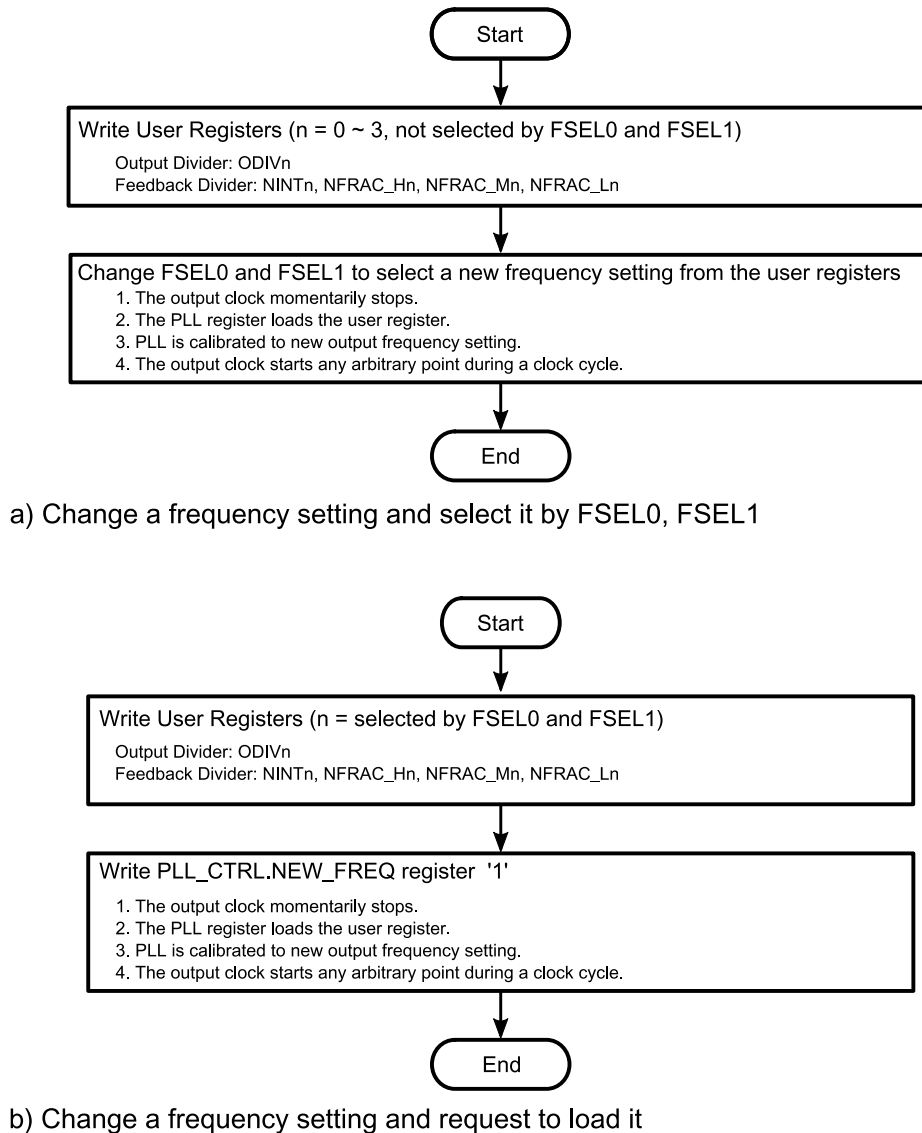 Start
Write User Registers (n = 0 ~ 3, not selected by FSEL0 and FSEL1)
Output Divider: ODIVn
Feedback Divider: NINTn, NFRAC_Hn, NFRAC_Mn, NFRAC_Ln
Change FSEL0 and FSEL1 to select a new frequency setting from the user registers
1. The output clock momentarily stops.
2. The PLL register loads the user register.
3. PLL is calibrated to new output frequency setting.
4. The output clock starts any arbitrary point during a clock cycle.
End
a) Change a frequency setting and select it by FSEL0, FSEL1
Start
Write User Registers (n = selected by FSEL0 and FSEL1)
Output Divider: ODIVn
Feedback Divider: NINTn, NFRAC_Hn, NFRAC_Mn, NFRAC_Ln
Write PLL_CTRL.NEW_FREQ register '1'
1. The output clock momentarily stops.
2. The PLL register loads the user register.
3. PLL is calibrated to new output frequency setting.
4. The output clock starts any arbitrary point during a clock cycle.
End
b) Change a frequency setting and request to load it